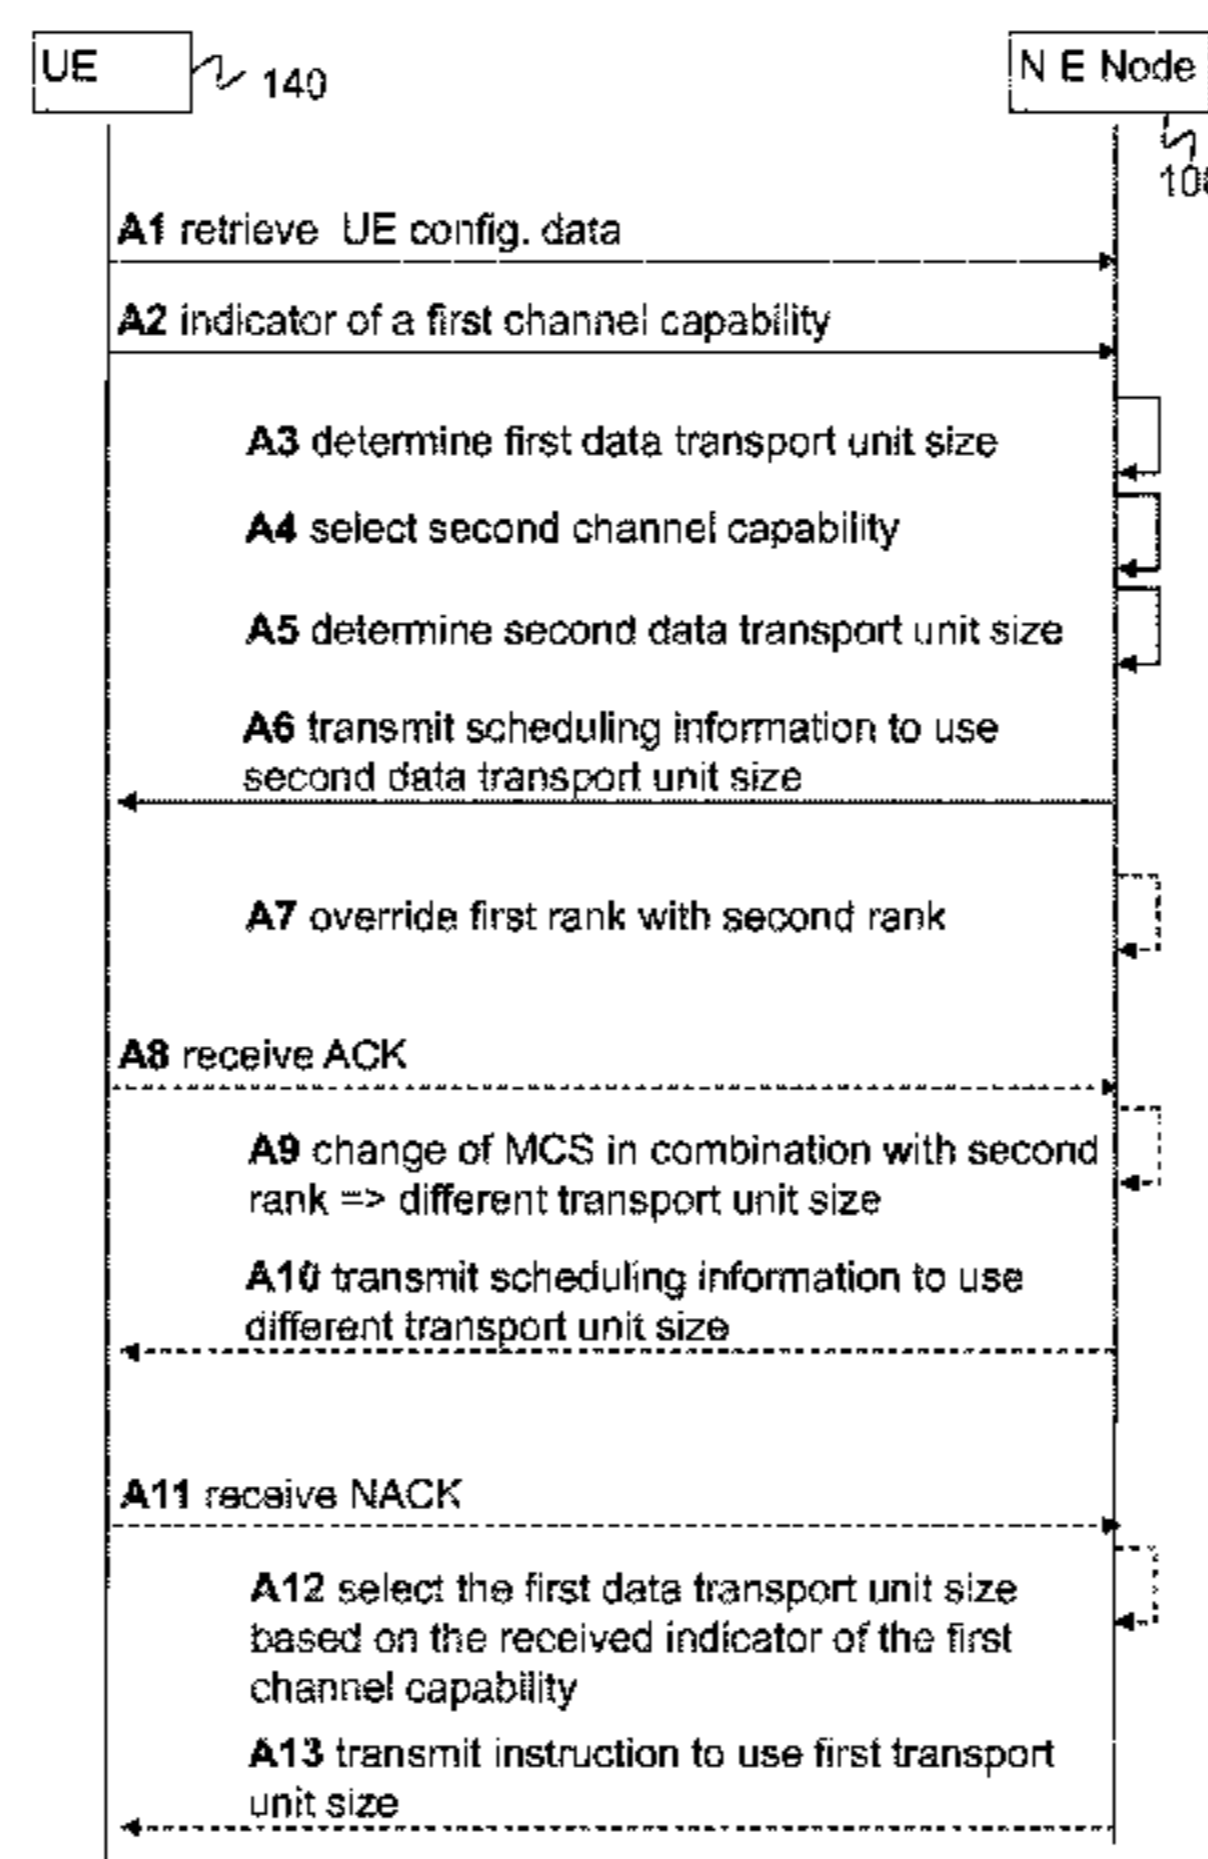 UE
140
N E Node
A1 retrieve UE config. data
A2 indicator of a first channel capability
A3 determine first data transport unit size
A4 select second channel capability
A5 determine second data transport unit size
A6 transmit scheduling information to use
second data transport unit size
A7 override first rank with second rank
A8 receive ACK
A9 change of MCS in combination with second
rank => different transport unit size
A10 transmit scheduling information to use
different transport unit size
A11 receive NACK
A12 select the first data transport unit size
based on the received indicator of the first
channel capability
A13 transmit instruction to use first transport
unit size